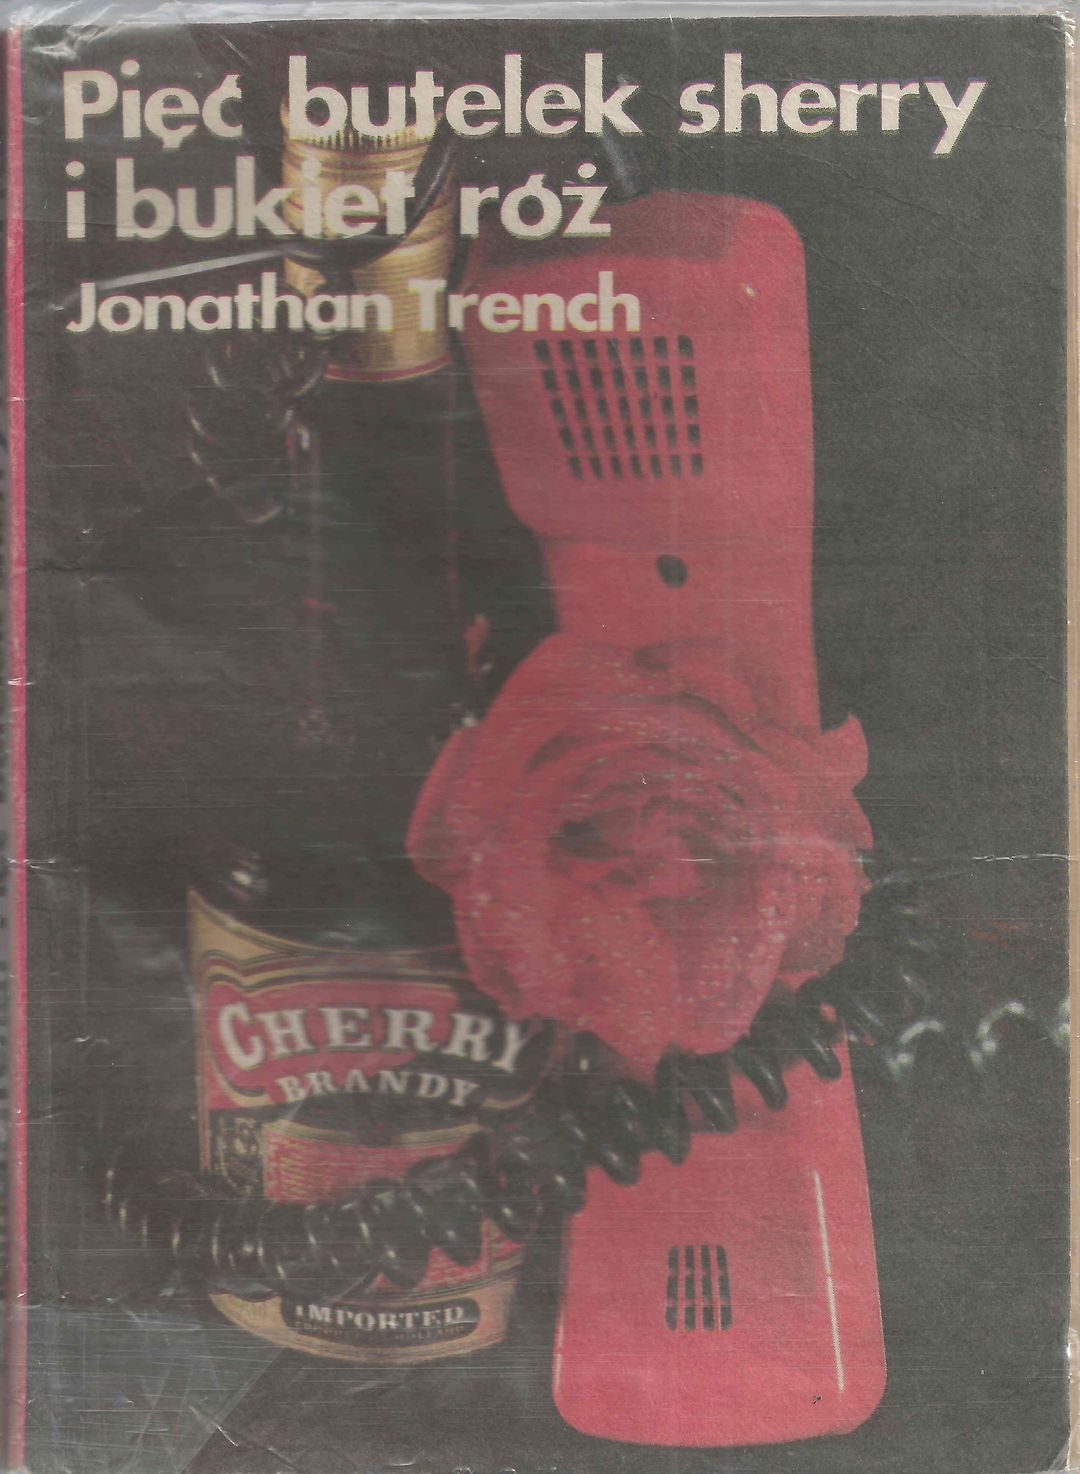 Pięć butelek sherry
i bukiet róż
Jonathan Trench
CHERRY
BRANDY
IMPORTED